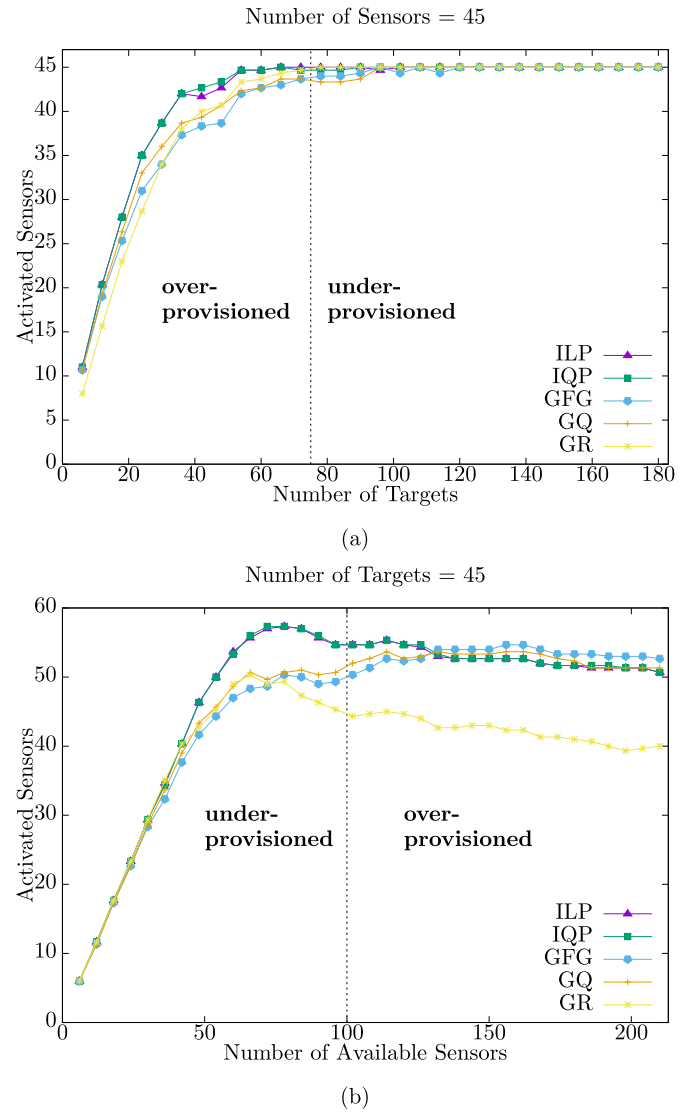 Number of Sensors = 45
Activated Sensors
45
40
35
30
25
20
15
10
5
0
over-
provisioned
under-
provisioned
ILP
IQP
GFG
GQ
GR
0 20 40 60 80 100 120 140 160 180
Number of Targets
(a)
Number of Targets = 45
Activated Sensors
60
50
40
30
20
10
0
under-
provisioned
over-
provisioned
ILP
IQP
GFG
GQ
GR
0 50 100 150 200
Number of Available Sensors
(b)